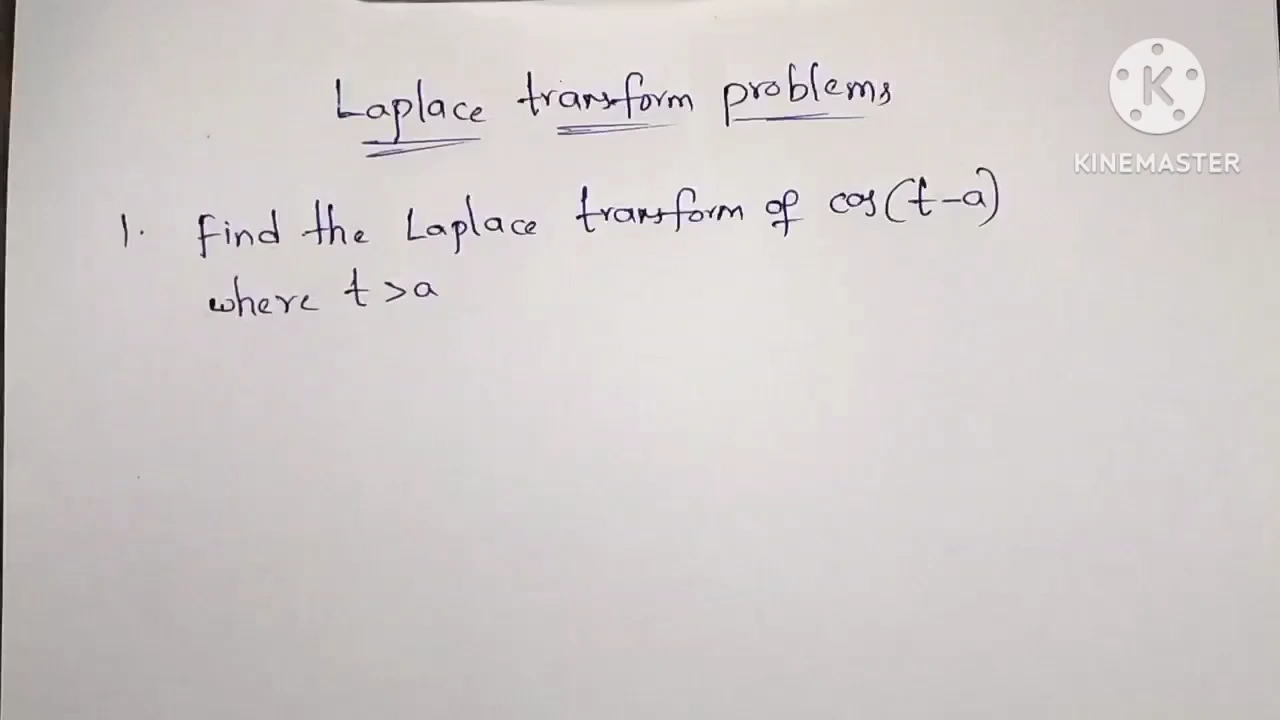 Laplace transform problems
K
KINEMASTER
1. Find the Laplace transform of cos(t-a)
where t>a